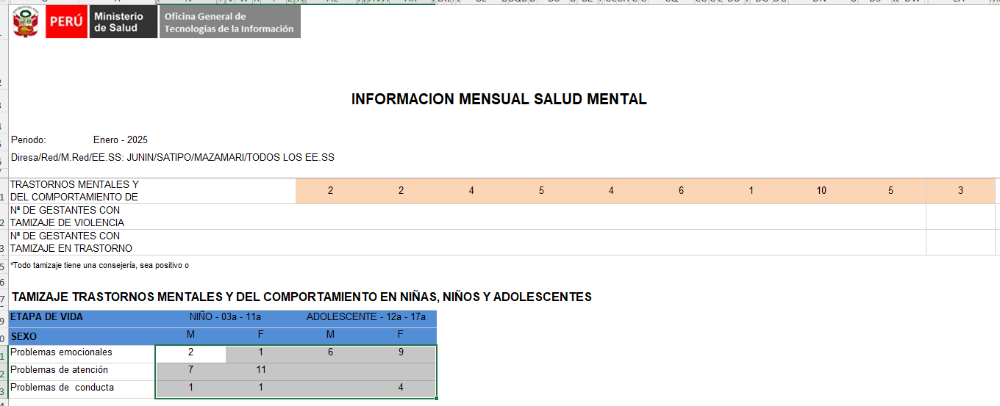 PERÚ
Ministerio
de Salud
Oficina General de
Tecnologías de la Información
INFORMACION MENSUAL SALUD MENTAL
Periodo: Enero - 2025
Diresa/Red/M.Red/EE.SS: JUNIN/SATIPO/MAZAMARI/TODOS LOS EE.SS
TRASTORNOS MENTALES Y
DEL COMPORTAMIENTO DE 2 2 4 5 4 6 1 10 5 3
Nª DE GESTANTES CON
TAMIZAJE DE VIOLENCIA
Nª DE GESTANTES CON
TAMIZAJE EN TRASTORNO
*Todo tamizaje tiene una consejería, sea positivo o
TAMIZAJE TRASTORNOS MENTALES Y DEL COMPORTAMIENTO EN NIÑAS, NIÑOS Y ADOLESCENTES
ETAPA DE VIDA NIÑO - 03a - 11a ADOLESCENTE - 12a - 17a
SEXO M F M F
Problemas emocionales 2 1 6 9
Problemas de atención 7 11
Problemas de conducta 1 1 4